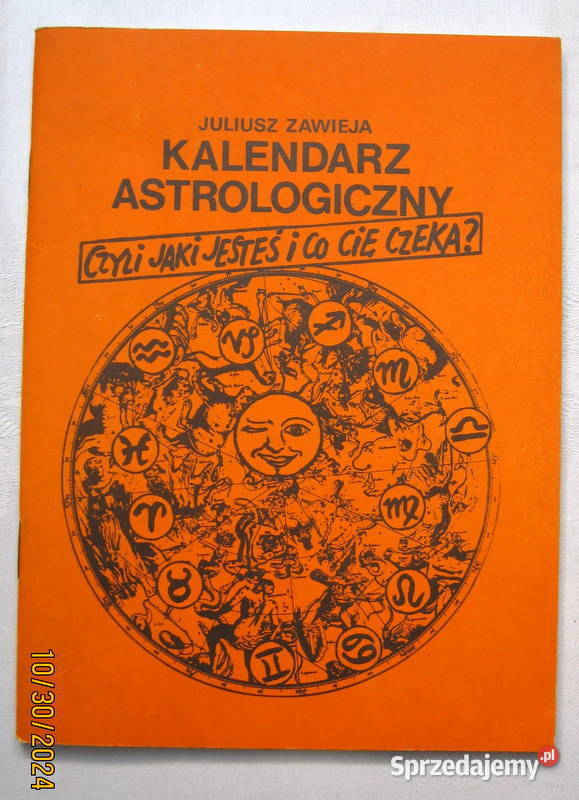 JULIUSZ ZAWIEJA
KALENDARZ
ASTROLOGICZNY
CZYLI JAKI JESTEŚ i CO CIĘ CZEKA?
10/30/2024
Sprzedajemy.pl